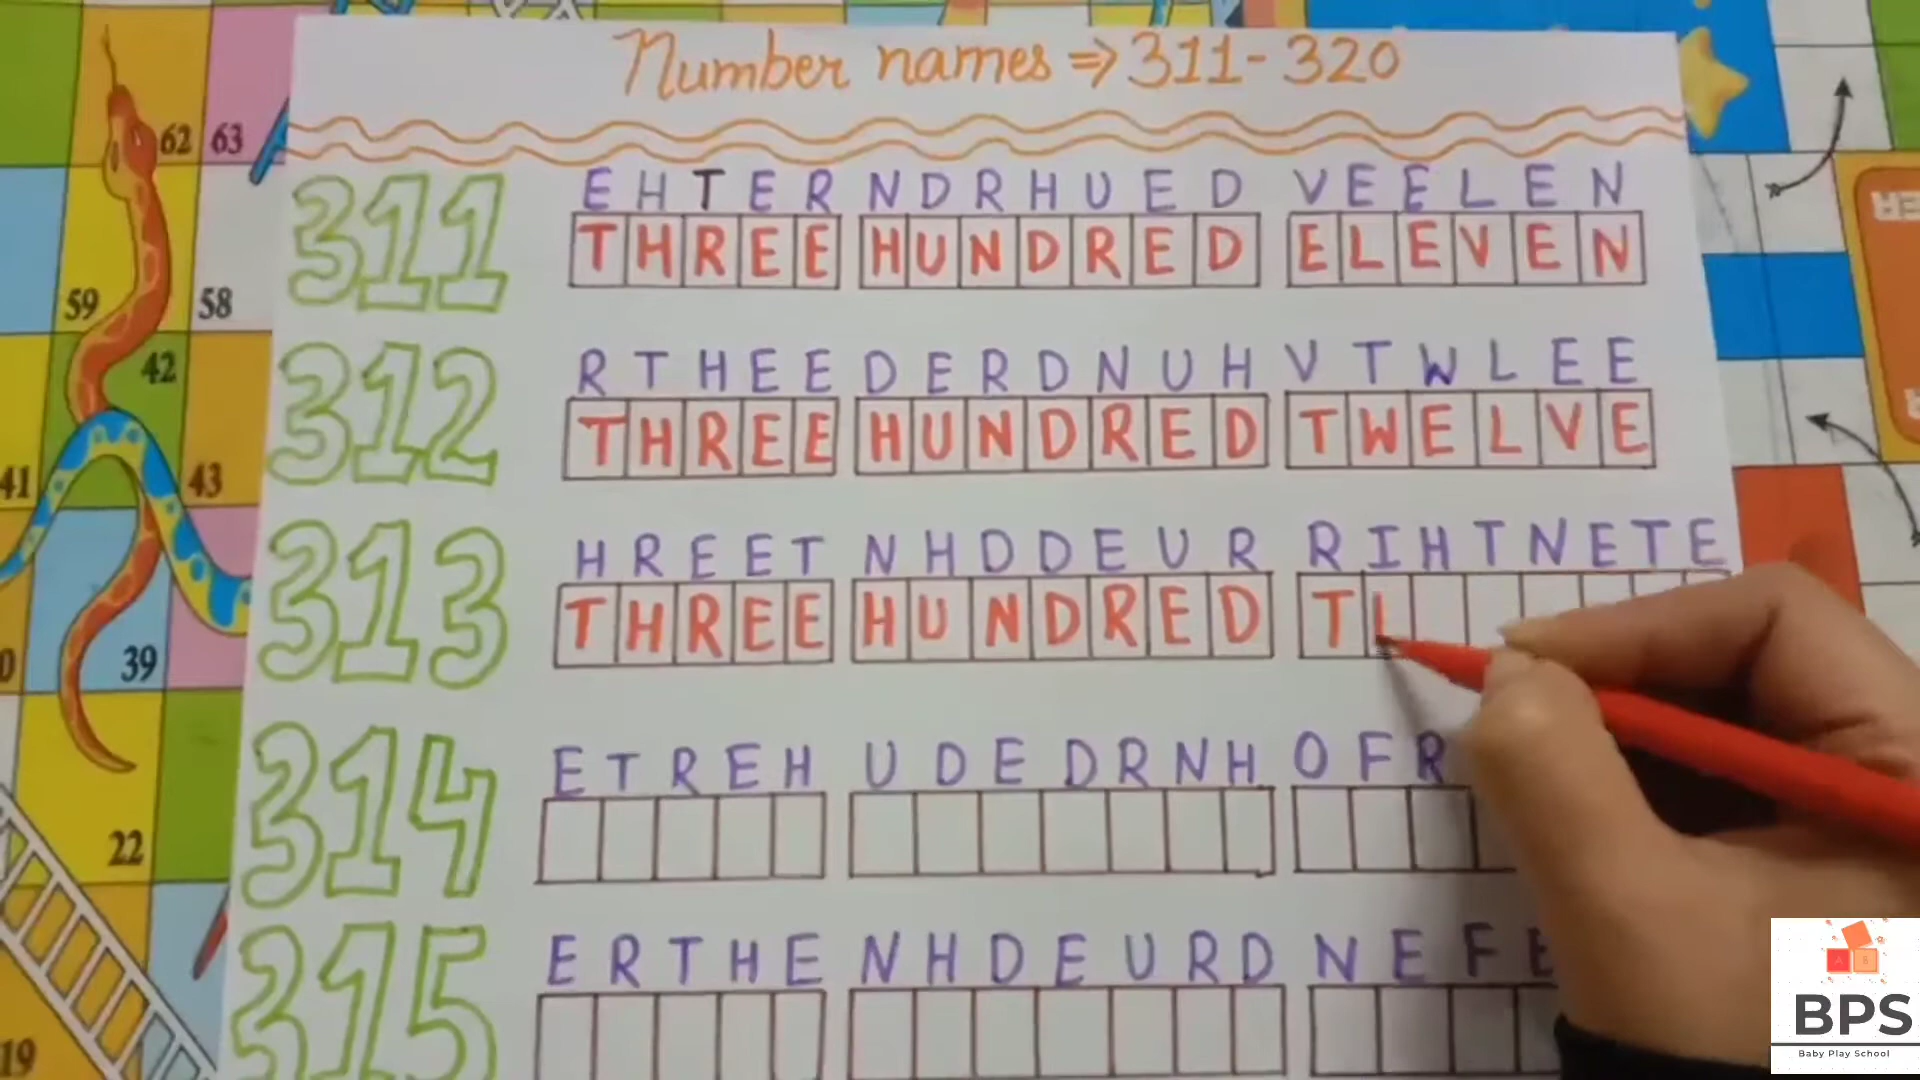 Number names ⇒ 311-320
62 63
311 EHTER NDRHUED VEELEN
THREE HUNDRED ELEVEN
59 58
312 RTHEE DERDNUH VTWLEE
42
THREE HUNDRED TWELVE
41 43
313 HREET NHDDEUR RIHTNETE
THREE HUNDRED T
39
314 ETREH UDEDRNH OFR
22
315 ERTHE NHDEURD NEF
19
BPS
Baby Play School